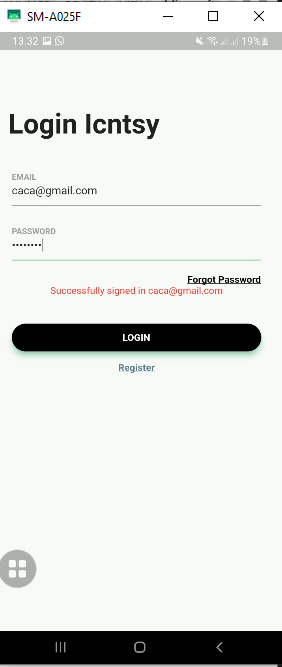 SM-A025F
13.32 19%
Login Icntsy
EMAIL
caca@gmail.com
PASSWORD
••••••••
Forgot Password
Successfully signed in caca@gmail.com
LOGIN
Register